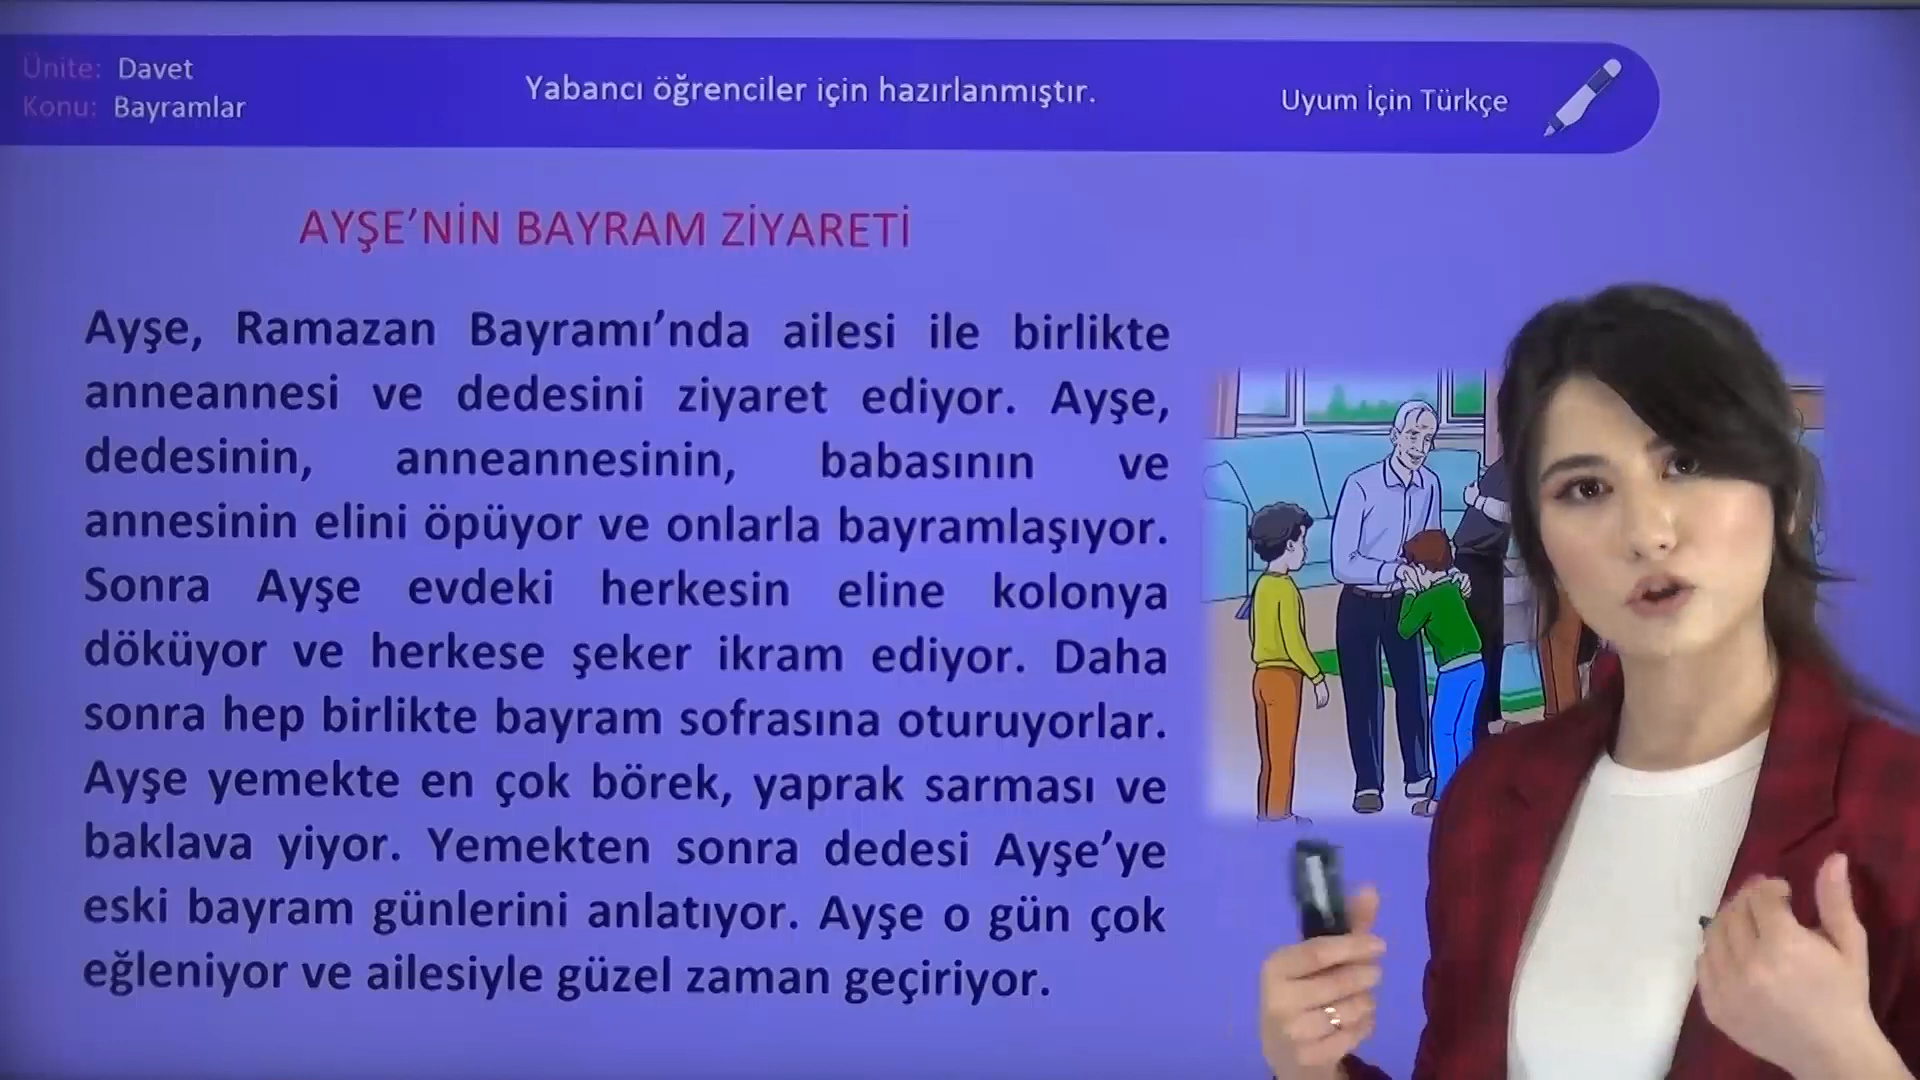 Ünite: Davet
Konu: Bayramlar
Yabancı öğrenciler için hazırlanmıştır.
Uyum İçin Türkçe
AYŞE’NİN BAYRAM ZİYARETİ
Ayşe, Ramazan Bayramı’nda ailesi ile birlikte
anneannesi ve dedesini ziyaret ediyor. Ayşe,
dedesinin, anneannesinin, babasının ve
annesinin elini öpüyor ve onlarla bayramlaşıyor.
Sonra Ayşe evdeki herkesin eline kolonya
döküyor ve herkese şeker ikram ediyor. Daha
sonra hep birlikte bayram sofrasına oturuyorlar.
Ayşe yemekte en çok börek, yaprak sarması ve
baklava yiyor. Yemekten sonra dedesi Ayşe’ye
eski bayram günlerini anlatıyor. Ayşe o gün çok
eğleniyor ve ailesiyle güzel zaman geçiriyor.